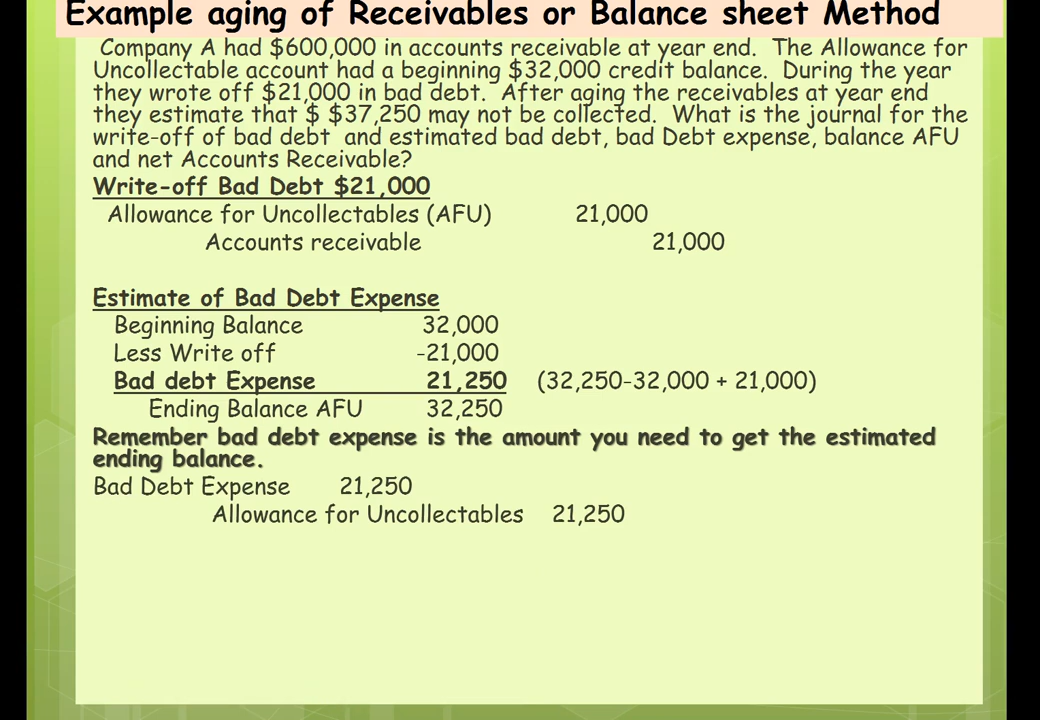 Example aging of Receivables or Balance sheet Method
Company A had $600,000 in accounts receivable at year end. The Allowance for
Uncollectable account had a beginning $32,000 credit balance. During the year
they wrote off $21,000 in bad debt. After aging the receivables at year end
they estimate that $ $37,250 may not be collected. What is the journal for the
write-off of bad debt and estimated bad debt, bad Debt expense, balance AFU
and net Accounts Receivable?
Write-off Bad Debt $21,000
Allowance for Uncollectables (AFU) 21,000
Accounts receivable 21,000
Estimate of Bad Debt Expense
Beginning Balance 32,000
Less Write off -21,000
Bad debt Expense 21,250 (32,250-32,000 + 21,000)
Ending Balance AFU 32,250
Remember bad debt expense is the amount you need to get the estimated
ending balance.
Bad Debt Expense 21,250
Allowance for Uncollectables 21,250